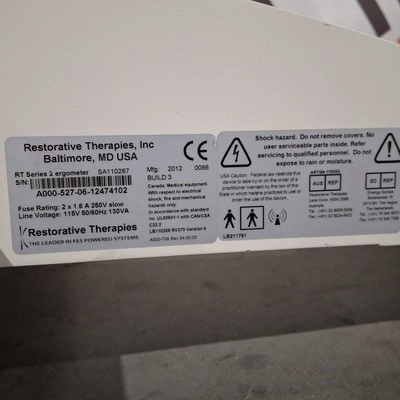 Restorative Therapies, Inc
Baltimore, MD USA
RT Series 2 ergometer SA110267
S/N:
A000-527-06-12474102
Mfg: 2012 0086
BUILD 3
Fuse Rating: 2 x 1.6 A 250V slow
Line Voltage: 115V 50/60Hz 130VA
Canada: Medical equipment.
With respect to electrical
shock, fire and mechanical
hazards only.
In accordance with standard
no. UL60601-1 with CAN/CSA
C22.2
Restorative Therapies
THE LEADER IN FES POWERED SYSTEMS
Shock hazard. Do not remove covers. No
user serviceable parts inside. Refer
servicing to qualified personnel. Do not
expose to rain or moisture.
USA Caution: Federal law restricts this
device to sale by or on the order of a
practitioner licensed by the law of the
State in which he/she practices to use or
order the use of the device.
AUS REP
Restorative Therapies
EC REP
The Netherlands
LB211781